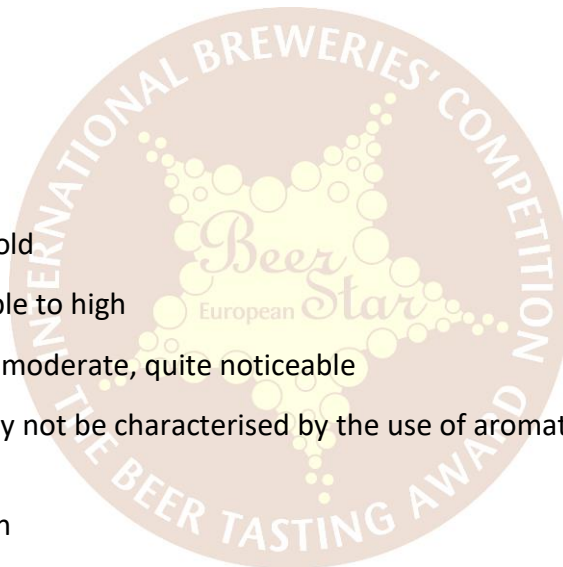 INTERNATIONAL BREWERIES' COMPETITION
old
Beer
European Star
ble to high
moderate, quite noticeable
y not be characterised by the use of aromat
THE BEER TASTING AWARD